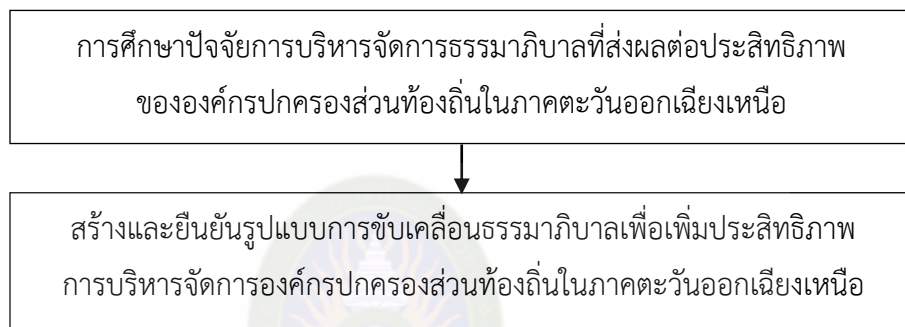 การศึกษาปัจจัยการบริหารจัดการธรรมาภิบาลที่ส่งผลต่อประสิทธิภาพ
ขององค์กรปกครองส่วนท้องถิ่นในภาคตะวันออกเฉียงเหนือ
สร้างและยืนยันรูปแบบการขับเคลื่อนธรรมาภิบาลเพื่อเพิ่มประสิทธิภาพ
การบริหารจัดการองค์กรปกครองส่วนท้องถิ่นในภาคตะวันออกเฉียงเหนือ